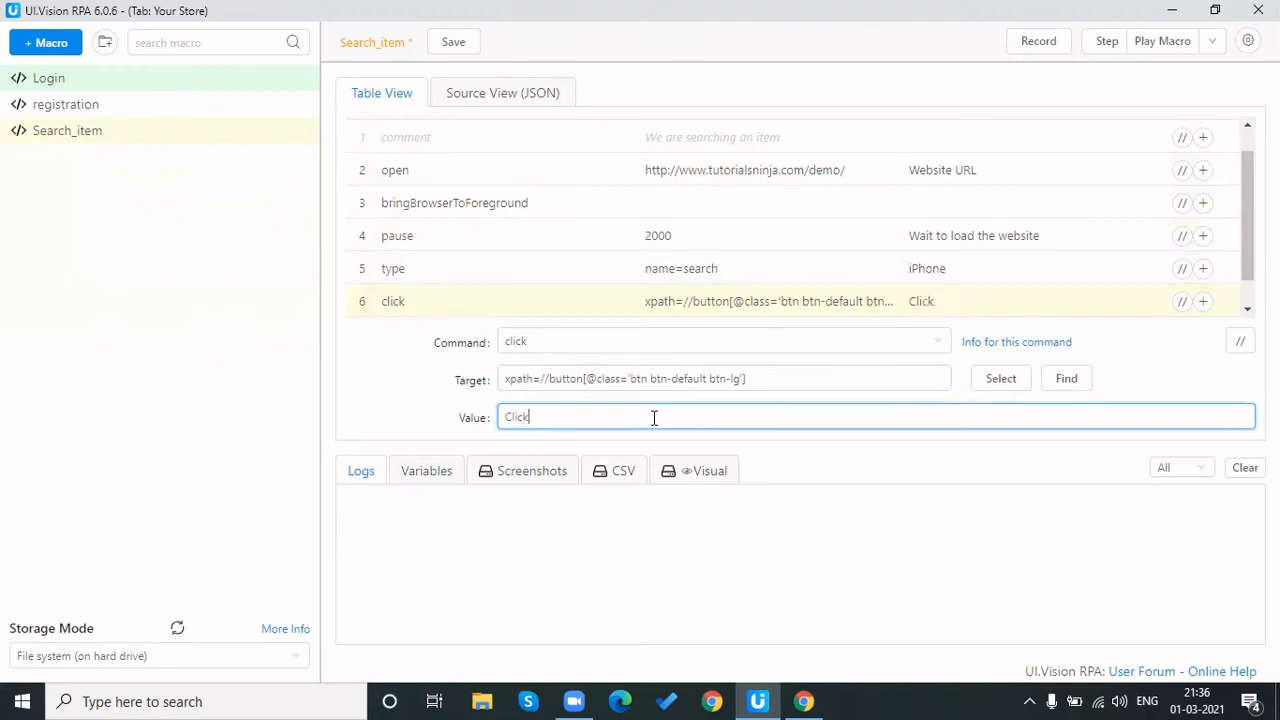 UI.Vision RPA 6.0.6 - (Tab: Your Store)
+ Macro
search macro
Search_item *
Save
Record
Step
Play Macro
Login
registration
Search_item
Table View
Source View (JSON)
1 comment We are searching an item // +
2 open http://www.tutorialsninja.com/demo/ Website URL // +
3 bringBrowserToForeground // +
4 pause 2000 Wait to load the website // +
5 type name=search iPhone // +
6 click xpath=//button[@class='btn btn-default btn... Click // +
Command: click Info for this command //
Target: xpath=//button[@class='btn btn-default btn-lg'] Select Find
Value: Click
Logs
Variables
Screenshots
CSV
Visual
All
Clear
Storage Mode
More Info
File system (on hard drive)
UI.Vision RPA: User Forum - Online Help
Type here to search
ENG
21:36
01-03-2021
4